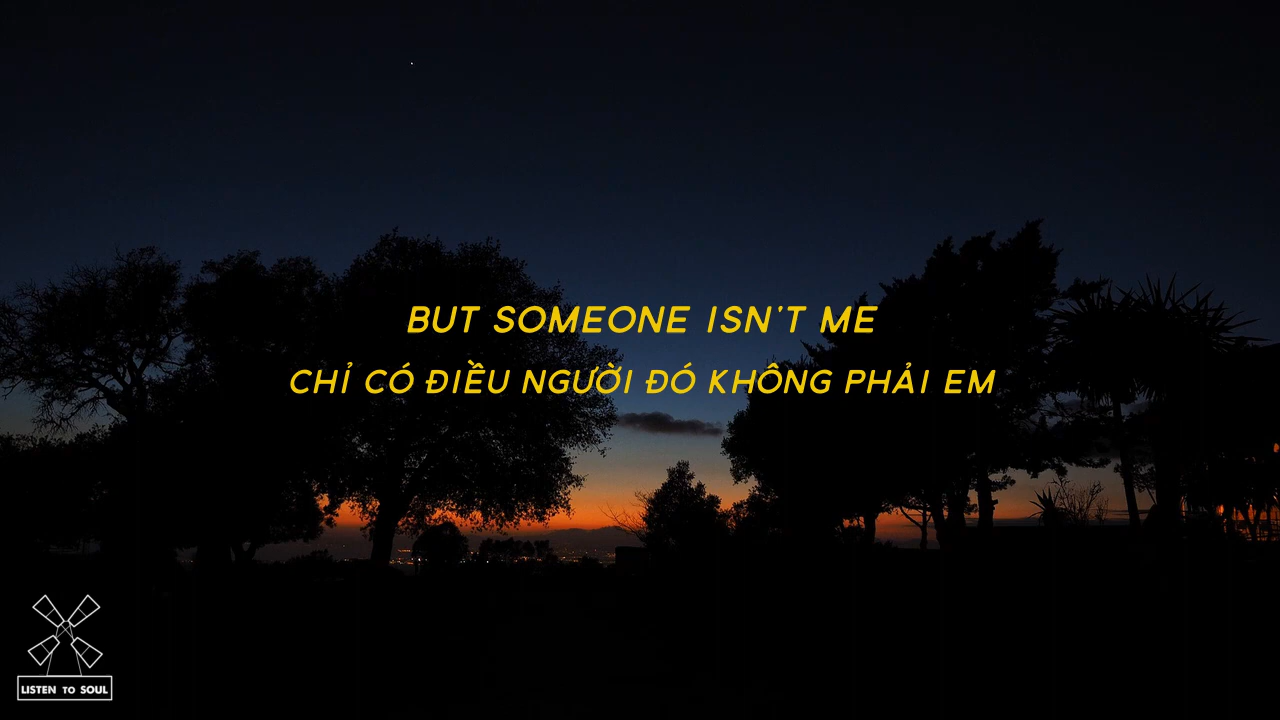 BUT SOMEONE ISN'T ME
CHỈ CÓ ĐIỀU NGƯỜI ĐÓ KHÔNG PHẢI EM
LISTEN TO SOUL